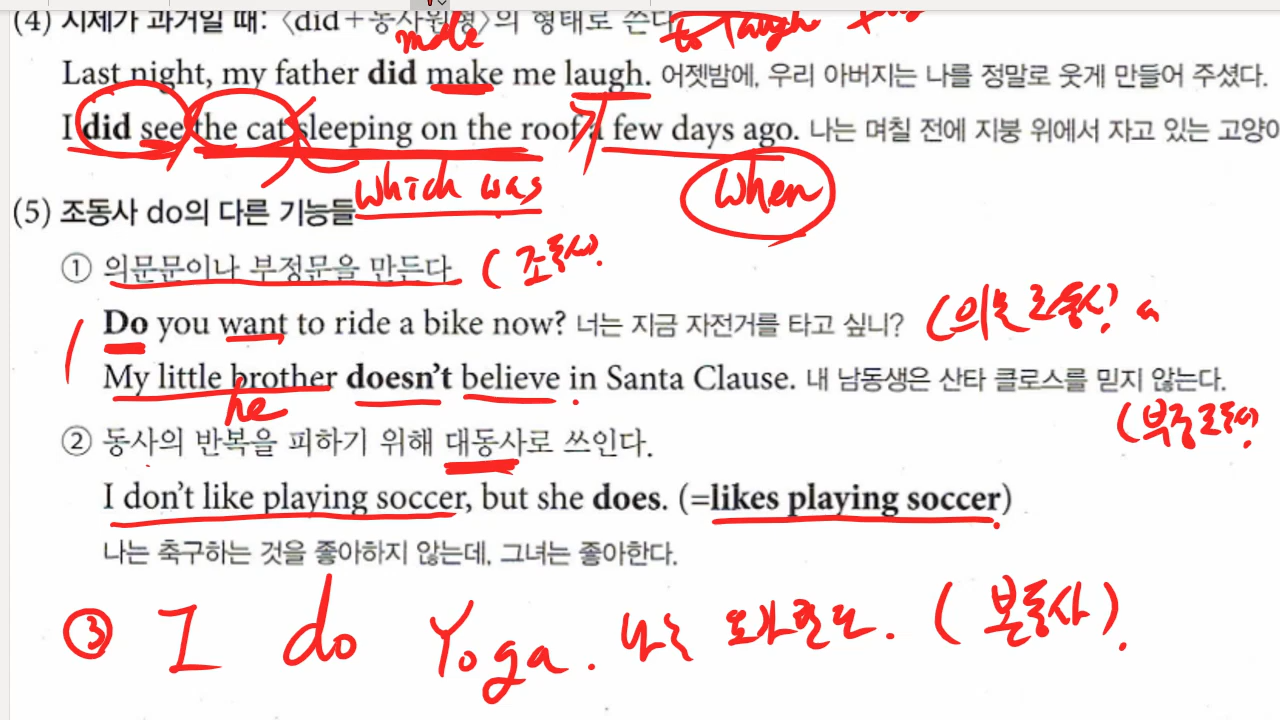 (4) 시제가 과거일 때: 〈did+동사원형〉의 형태로 쓴다
made to laugh
Last night, my father did make me laugh. 어젯밤에, 우리 아버지는 나를 정말로 웃게 만들어 주셨다.
I did see the cat sleeping on the roof a few days ago. 나는 며칠 전에 지붕 위에서 자고 있는 고양이
which was when
(5) 조동사 do의 다른 기능들
① 의문문이나 부정문을 만든다. (조동사).
Do you want to ride a bike now? 너는 지금 자전거를 타고 싶니?
My little brother doesn't believe in Santa Clause. 내 남동생은 산타 클로스를 믿지 않는다.
he
② 동사의 반복을 피하기 위해 대동사로 쓰인다.
I don't like playing soccer, but she does. (=likes playing soccer)
나는 축구하는 것을 좋아하지 않는데, 그녀는 좋아한다.
③ I do Yoga. 나는 요가한다. (본동사).